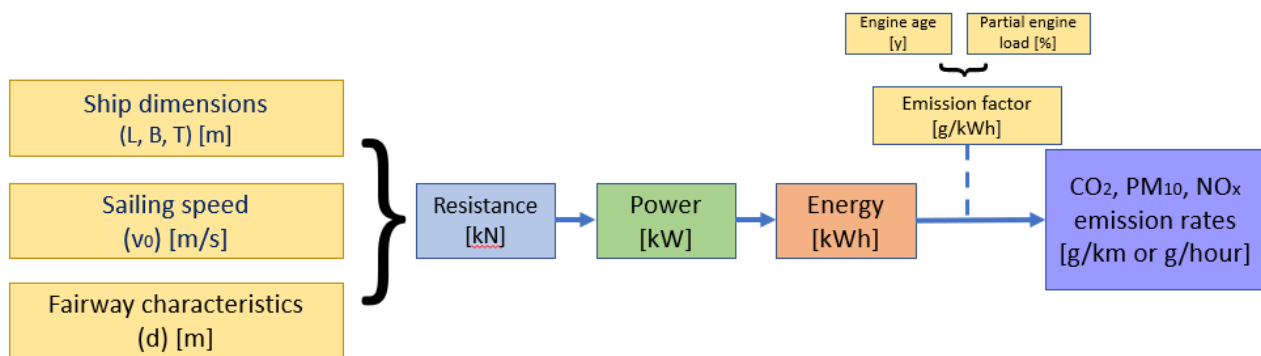 Engine age
[y]
Partial engine
load [%]
Ship dimensions
(L, B, T) [m]
Emission factor
[g/kWh]
Sailing speed
(v0) [m/s]
Resistance
[kN]
Power
[kW]
Energy
[kWh]
CO2, PM10, NOx
emission rates
[g/km or g/hour]
Fairway characteristics
(d) [m]